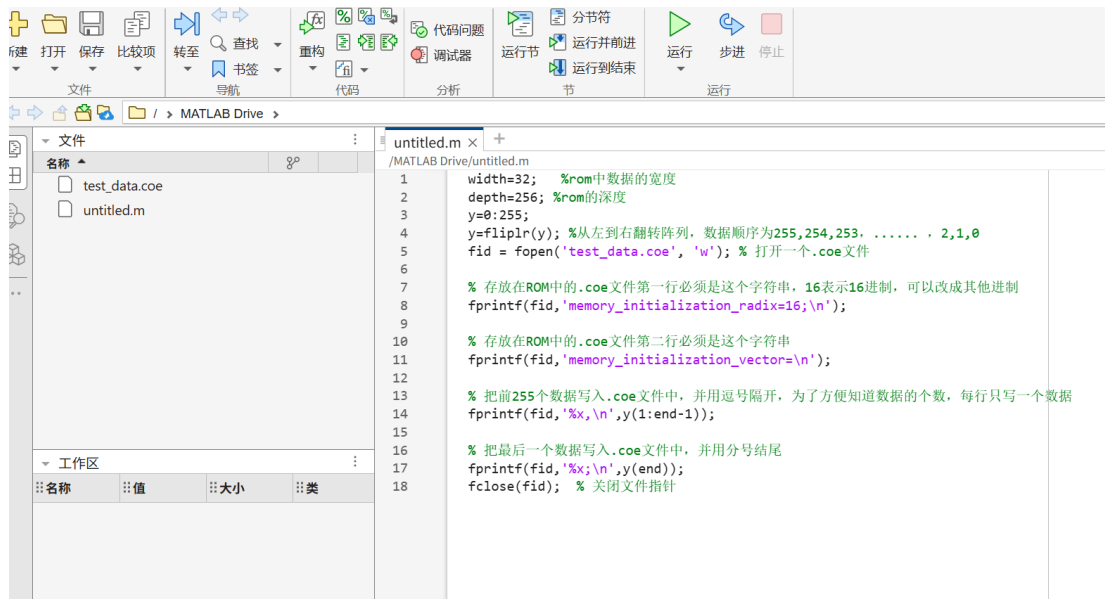 新建 打开 保存 比较项 转至 查找 书签 重构 代码问题 调试器 运行节 分节符 运行并前进 运行到结束 运行 步进 停止
文件 导航 代码 分析 节 运行
/ › MATLAB Drive ›
文件
名称
test_data.coe
untitled.m
工作区
名称 值 大小 类
untitled.m × +
/MATLAB Drive/untitled.m
1 width=32; %rom中数据的宽度
2 depth=256; %rom的深度
3 y=0:255;
4 y=fliplr(y); %从左到右翻转阵列，数据顺序为255,254,253，...... ，2,1,0
5 fid = fopen('test_data.coe', 'w'); % 打开一个.coe文件
6
7 % 存放在ROM中的.coe文件第一行必须是这个字符串，16表示16进制，可以改成其他进制
8 fprintf(fid,'memory_initialization_radix=16;\n');
9
10 % 存放在ROM中的.coe文件第二行必须是这个字符串
11 fprintf(fid,'memory_initialization_vector=\n');
12
13 % 把前255个数据写入.coe文件中，并用逗号隔开，为了方便知道数据的个数，每行只写一个数据
14 fprintf(fid,'%x,\n',y(1:end-1));
15
16 % 把最后一个数据写入.coe文件中，并用分号结尾
17 fprintf(fid,'%x;\n',y(end));
18 fclose(fid); % 关闭文件指针